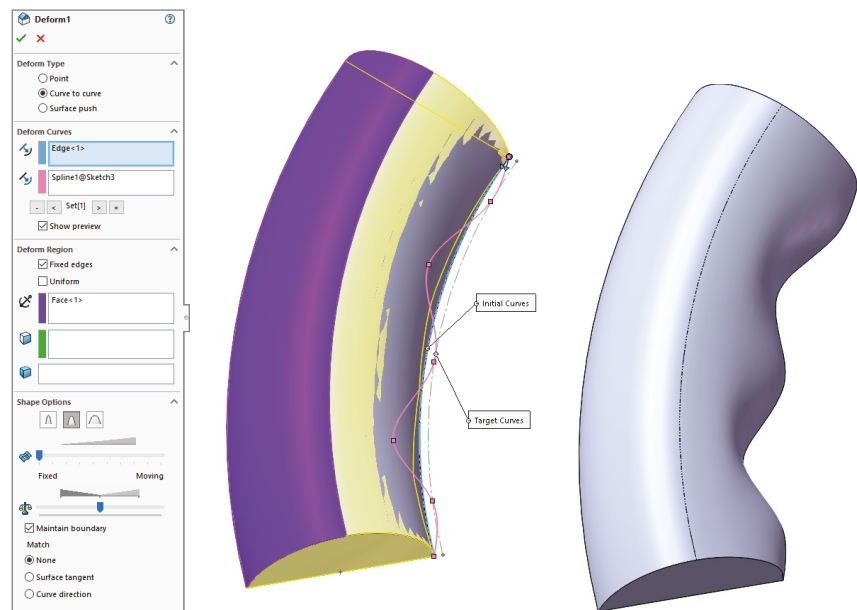 Deform1
Deform Type
Point
Curve to curve
Surface push
Deform Curves
Edge<1>
Spline1@Sketch3
- < Set[1] > +
Show preview
Deform Region
Fixed edges
Uniform
Face<1>
Shape Options
Fixed Moving
Maintain boundary
Match
None
Surface tangent
Curve direction
Initial Curves
Target Curves